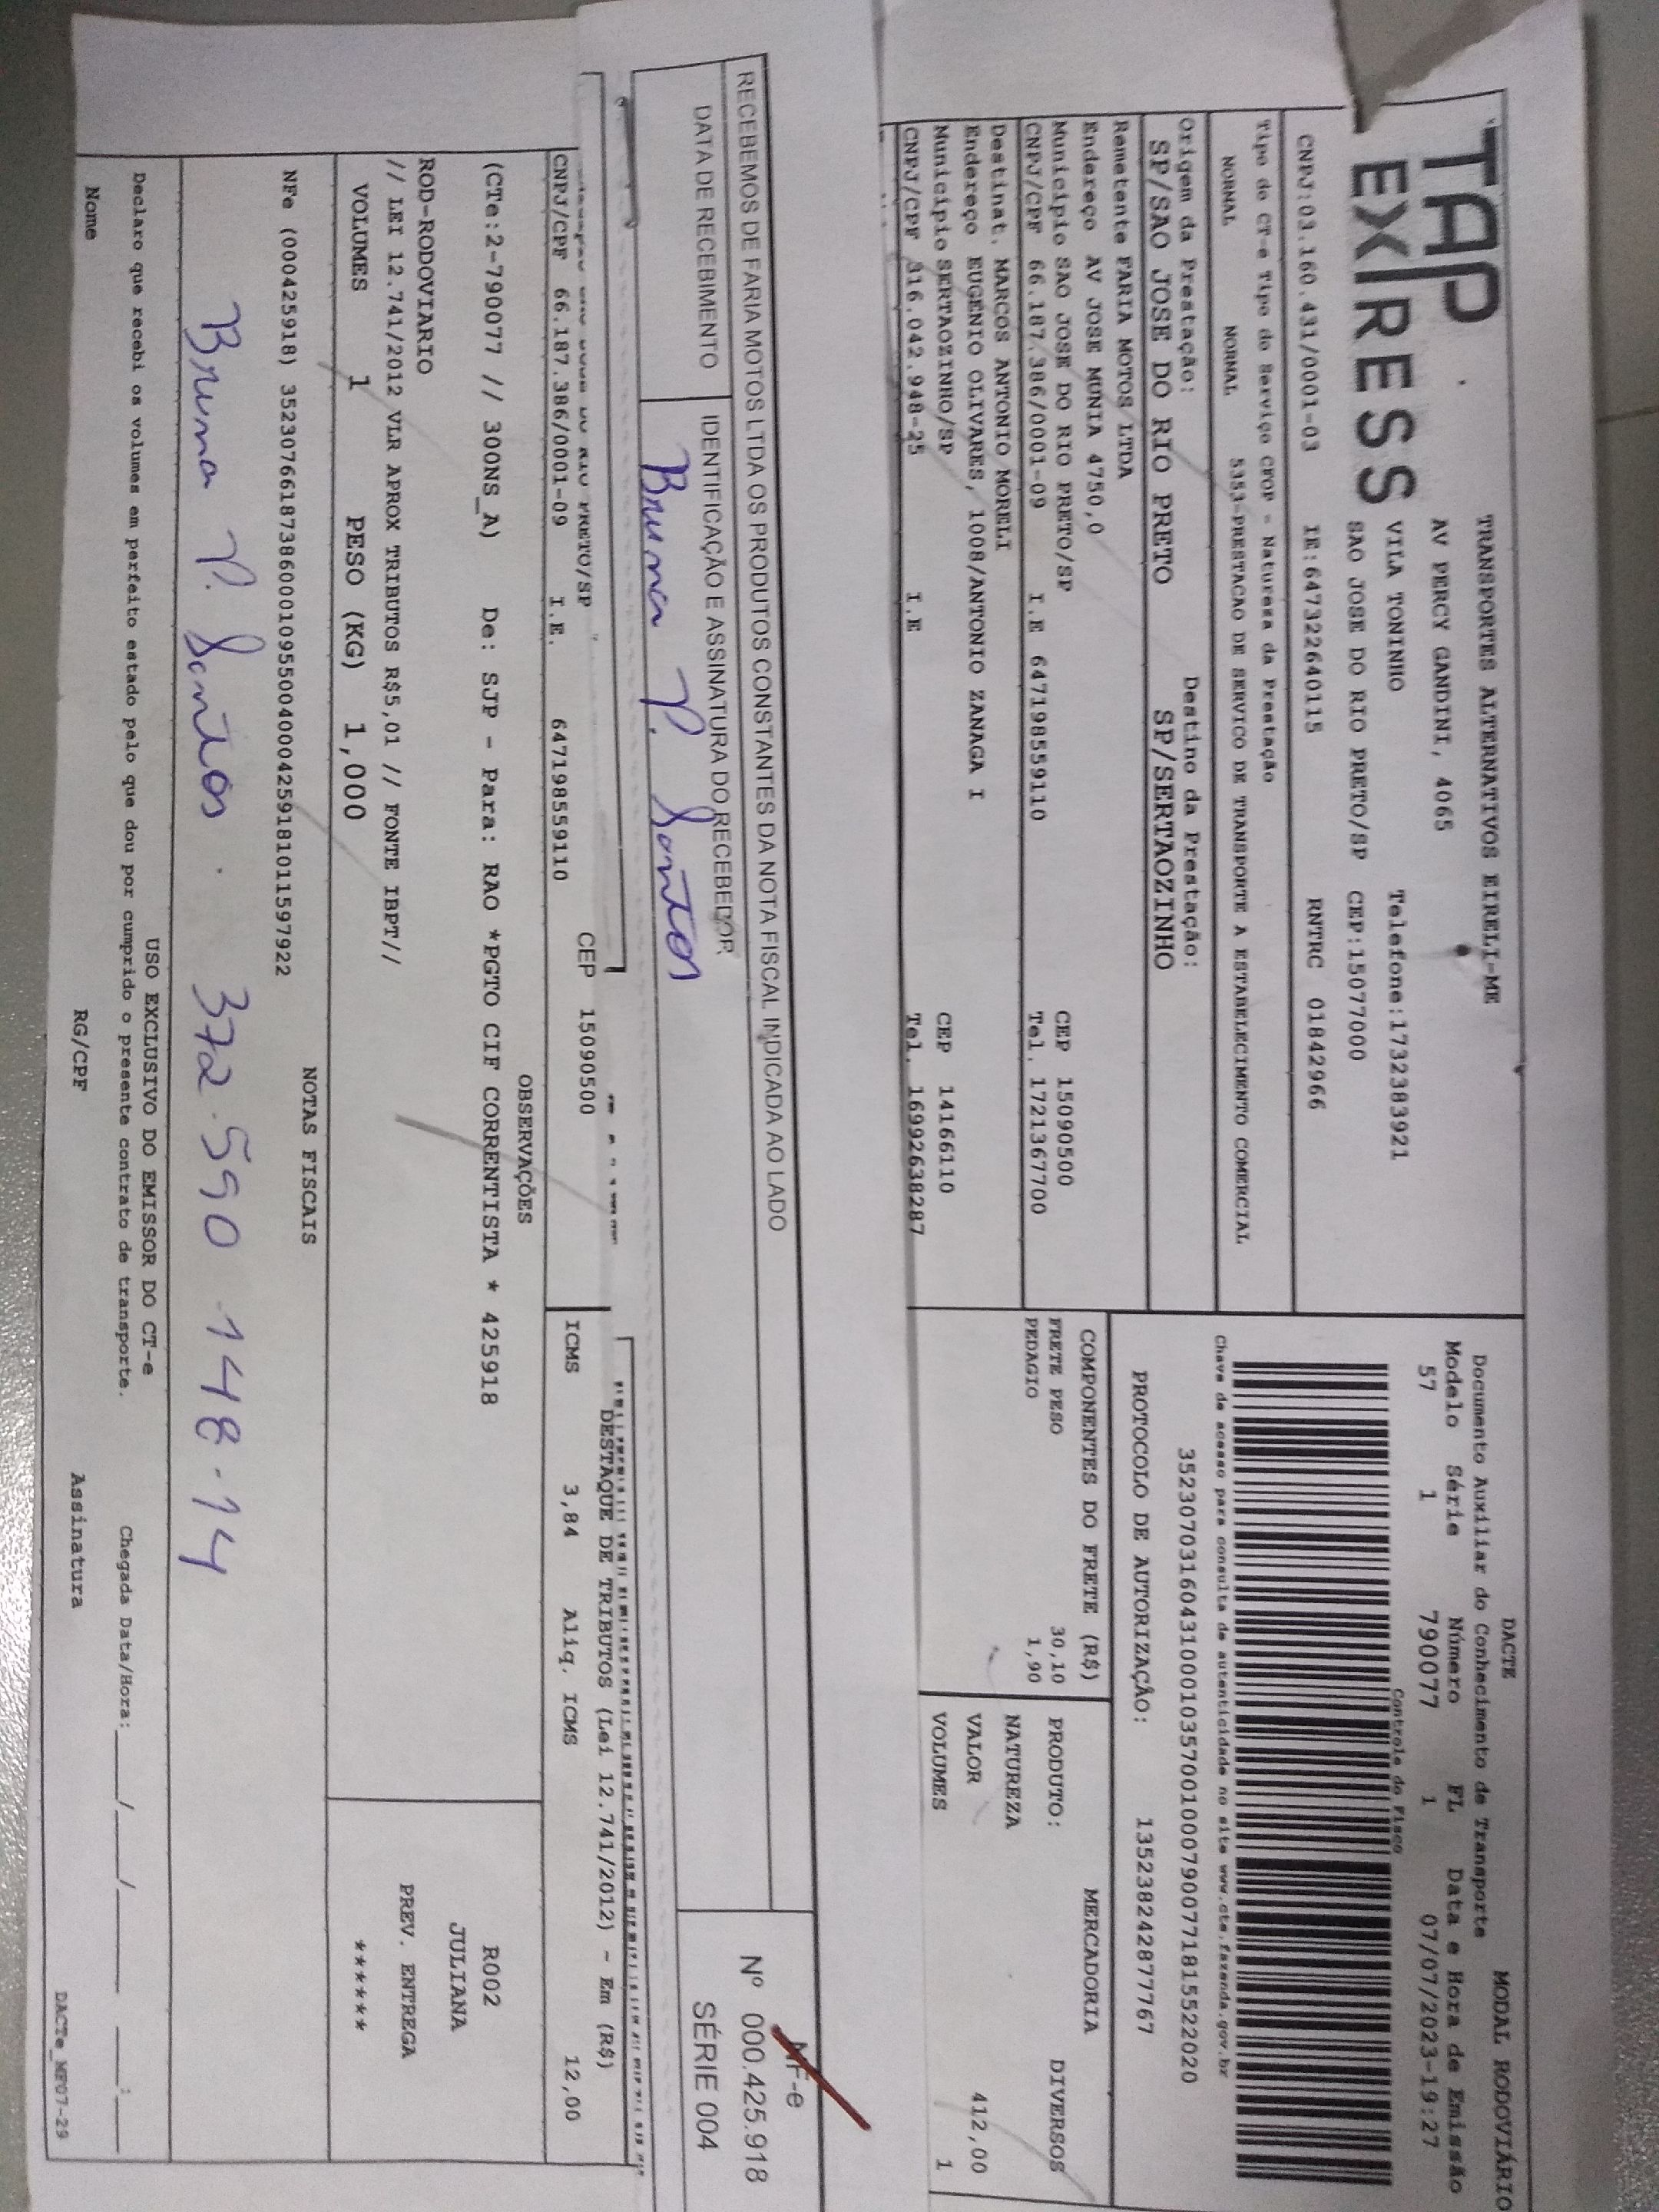 TAP
EXPRESS
TRANSPORTES ALTERNATIVOS EIRELI-ME
AV PERCY GANDINI, 4065
VILA TONINHO Telefone:1732383921
SAO JOSE DO RIO PRETO/SP CEP:15077000
CNPJ:03.160.431/0001-03 IE:647322640115 RNTRC 01842966
Tipo do CT-e Tipo do Serviço CFOP - Natureza da Prestação
NORMAL NORMAL 5353-PRESTACAO DE SERVICO DE TRANSPORTE A ESTABELECIMENTO COMERCIAL
Origem da Prestação: Destino da Prestação:
SP/SAO JOSE DO RIO PRETO SP/SERTAOZINHO
Remetente FARIA MOTOS LTDA
Endereço AV JOSE MUNIA 4750,0
Município SAO JOSE DO RIO PRETO/SP CEP 15090500
CNPJ/CPF 66.187.386/0001-09 I.E 647198559110 Tel. 1721367700
Destinat. MARCOS ANTONIO MORELI
Endereço EUGÊNIO OLIVARES, 1008/ANTONIO ZANAGA I
Município SERTAOZINHO/SP CEP 14166110
CNPJ/CPF 316.042.948-25 I.E Tel. 16992638287
DACTE MODAL RODOVIÁRIO
Documento Auxiliar do Conhecimento de Transporte
Modelo Série Número FL Data e Hora de Emissão
57 1 790077 1 07/07/2023-19:27
Controle do Fisco
Chave de acesso para consulta de autenticidade no site www.cte.fazenda.gov.br
35230703160431000103570010007900771815522020
PROTOCOLO DE AUTORIZAÇÃO: 135238242877767
COMPONENTES DO FRETE (R$)
FRETE PESO 30,10
PEDAGIO 1,90
MERCADORIA
PRODUTO: DIVERSOS
NATUREZA
VALOR 412,00
VOLUMES 1
RECEBEMOS DE FARIA MOTOS LTDA OS PRODUTOS CONSTANTES DA NOTA FISCAL INDICADA AO LADO
DATA DE RECEBIMENTO IDENTIFICAÇÃO E ASSINATURA DO RECEBEDOR
Bruna P. Santos
NF-e
Nº 000.425.918
SÉRIE 004
PRETO/SP CEP 15090500
CNPJ/CPF 66.187.386/0001-09 I.E. 647198559110
DESTAQUE DE TRIBUTOS (Lei 12.741/2012) - Em (R$)
ICMS 3,84 Aliq. ICMS 12,00
OBSERVAÇÕES
(CTe:2-790077 // 300NS_A) De: SJP - Para: RAO *PGTO CIF CORRENTISTA * 425918
ROD-RODOVIARIO
// LEI 12.741/2012 VLR APROX TRIBUTOS R$5,01 // FONTE IBPT//
VOLUMES 1 PESO (KG) 1,000
R002
JULIANA
PREV. ENTREGA
******
NOTAS FISCAIS
NFe (000425918) 35230766187386000109550040004259181011597922
Bruna P. Santos. 372.590.148-14
USO EXCLUSIVO DO EMISSOR DO CT-e
Declaro que recebi os volumes em perfeito estado pelo que dou por cumprido o presente contrato de transporte. Chegada Data/Hora:____/____/______ ____:____
Nome RG/CPF Assinatura
DACTe_MF07-29